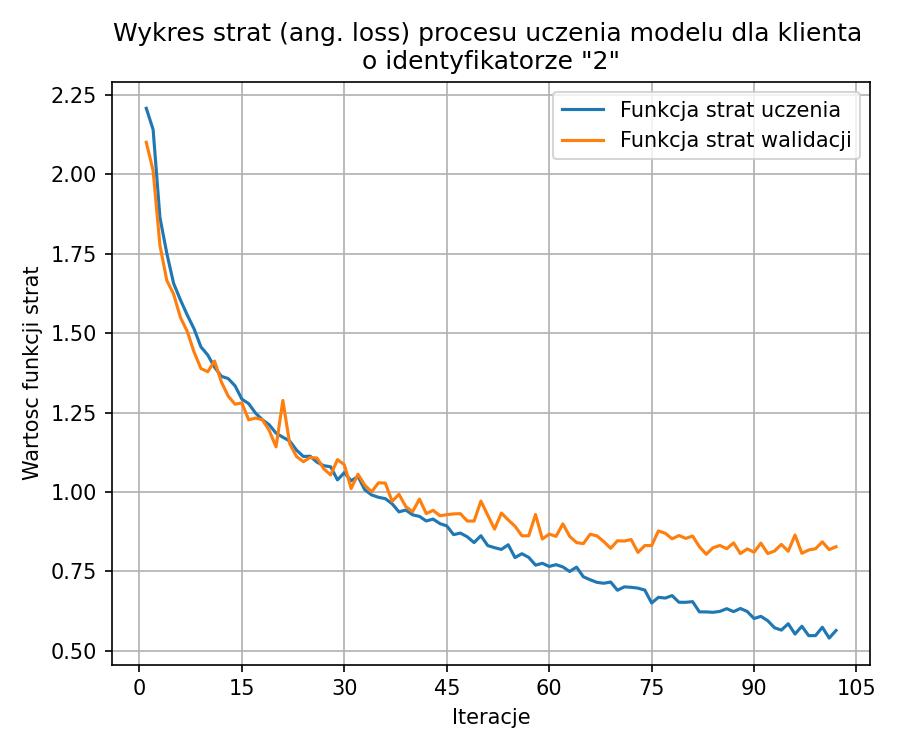 Wykres strat (ang. loss) procesu uczenia modelu dla klienta
o identyfikatorze "2"
Funkcja strat uczenia
Funkcja strat walidacji
Wartosc funkcji strat
2.25
2.00
1.75
1.50
1.25
1.00
0.75
0.50
0 15 30 45 60 75 90 105
Iteracje